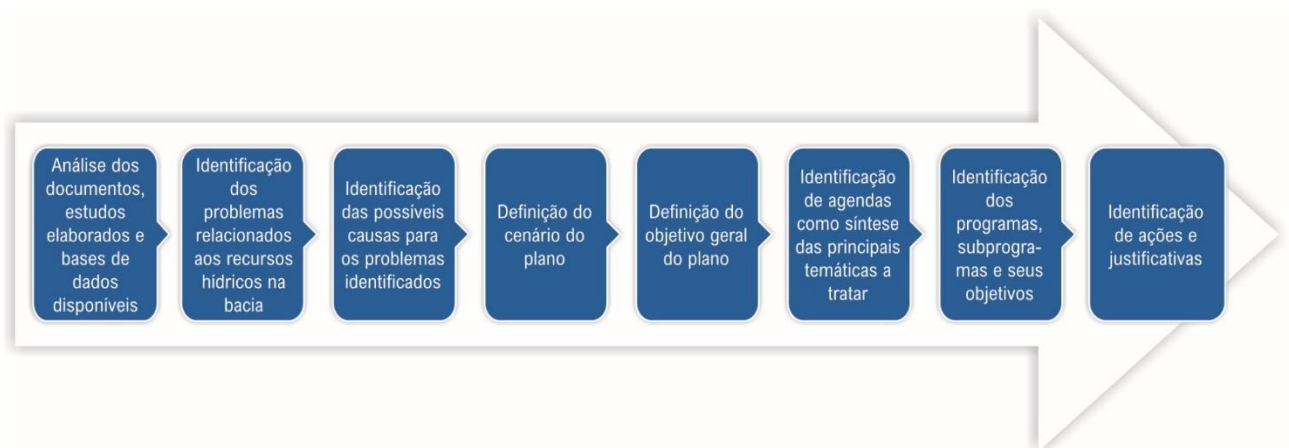 Análise dos
documentos,
estudos
elaborados e
bases de
dados
disponíveis
Identificação
dos
problemas
relacionados
aos recursos
hídricos na
bacia
Identificação
das possíveis
causas para
os problemas
identificados
Definição do
cenário do
plano
Definição do
objetivo geral
do plano
Identificação
de agendas
como síntese
das principais
temáticas a
tratar
Identificação
dos
programas,
subprogra-
mas e seus
objetivos
Identificação
de ações e
justificativas